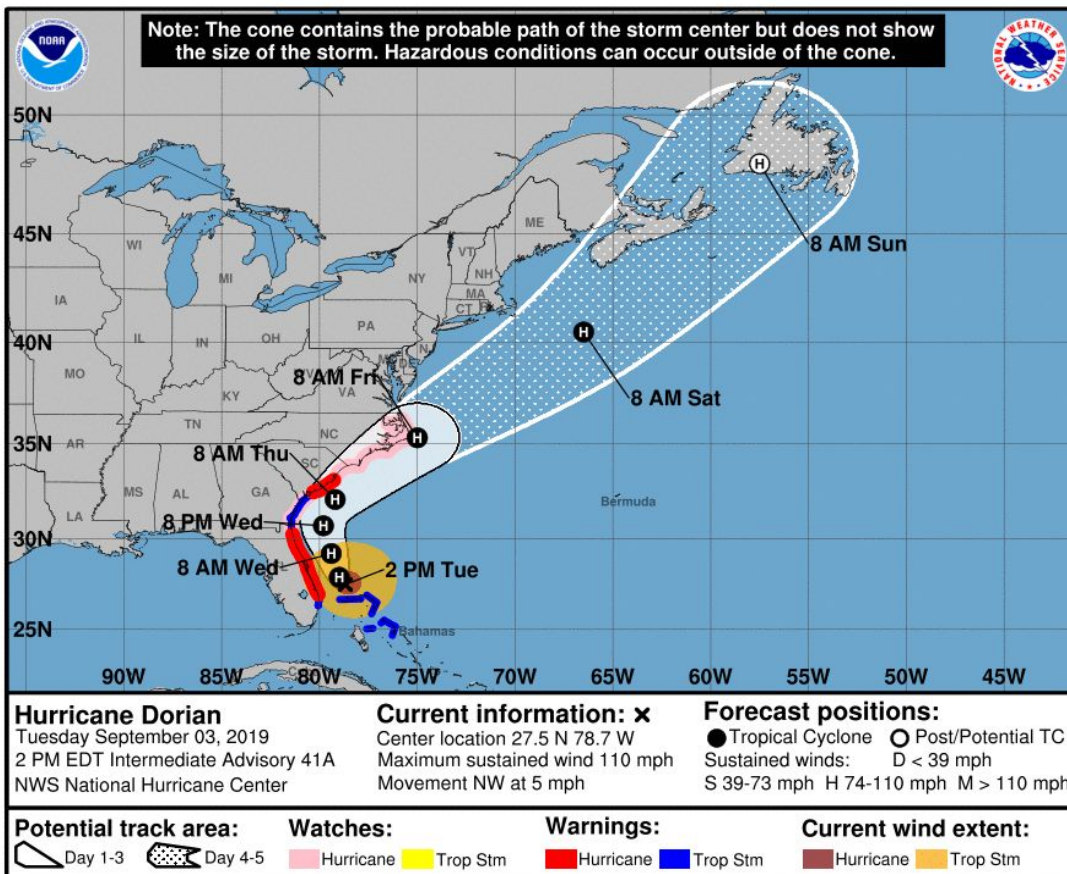 Note: The cone contains the probable path of the storm center but does not show
the size of the storm. Hazardous conditions can occur outside of the cone.
NOAA
NATIONAL WEATHER SERVICE
50N
45N
40N
35N
30N
25N
ME
VT
NH
WI
MI
NY
MA
CT
IA
PA
IL
IN
OH
MO
KY
VA
TN
NC
AR
SC
MS
AL
GA
LA
Bermuda
Bahamas
8 AM Sun
8 AM Sat
8 AM Fri
8 AM Thu
8 PM Wed
8 AM Wed
2 PM Tue
90W
85W
80W
75W
70W
65W
60W
55W
50W
45W
Hurricane Dorian
Tuesday September 03, 2019
2 PM EDT Intermediate Advisory 41A
NWS National Hurricane Center
Current information: x
Center location 27.5 N 78.7 W
Maximum sustained wind 110 mph
Movement NW at 5 mph
Forecast positions:
Tropical Cyclone Post/Potential TC
Sustained winds: D < 39 mph
S 39-73 mph H 74-110 mph M > 110 mph
Potential track area:
Day 1-3 Day 4-5
Watches:
Hurricane Trop Stm
Warnings:
Hurricane Trop Stm
Current wind extent:
Hurricane Trop Stm
H
H
H
H
H
H
H